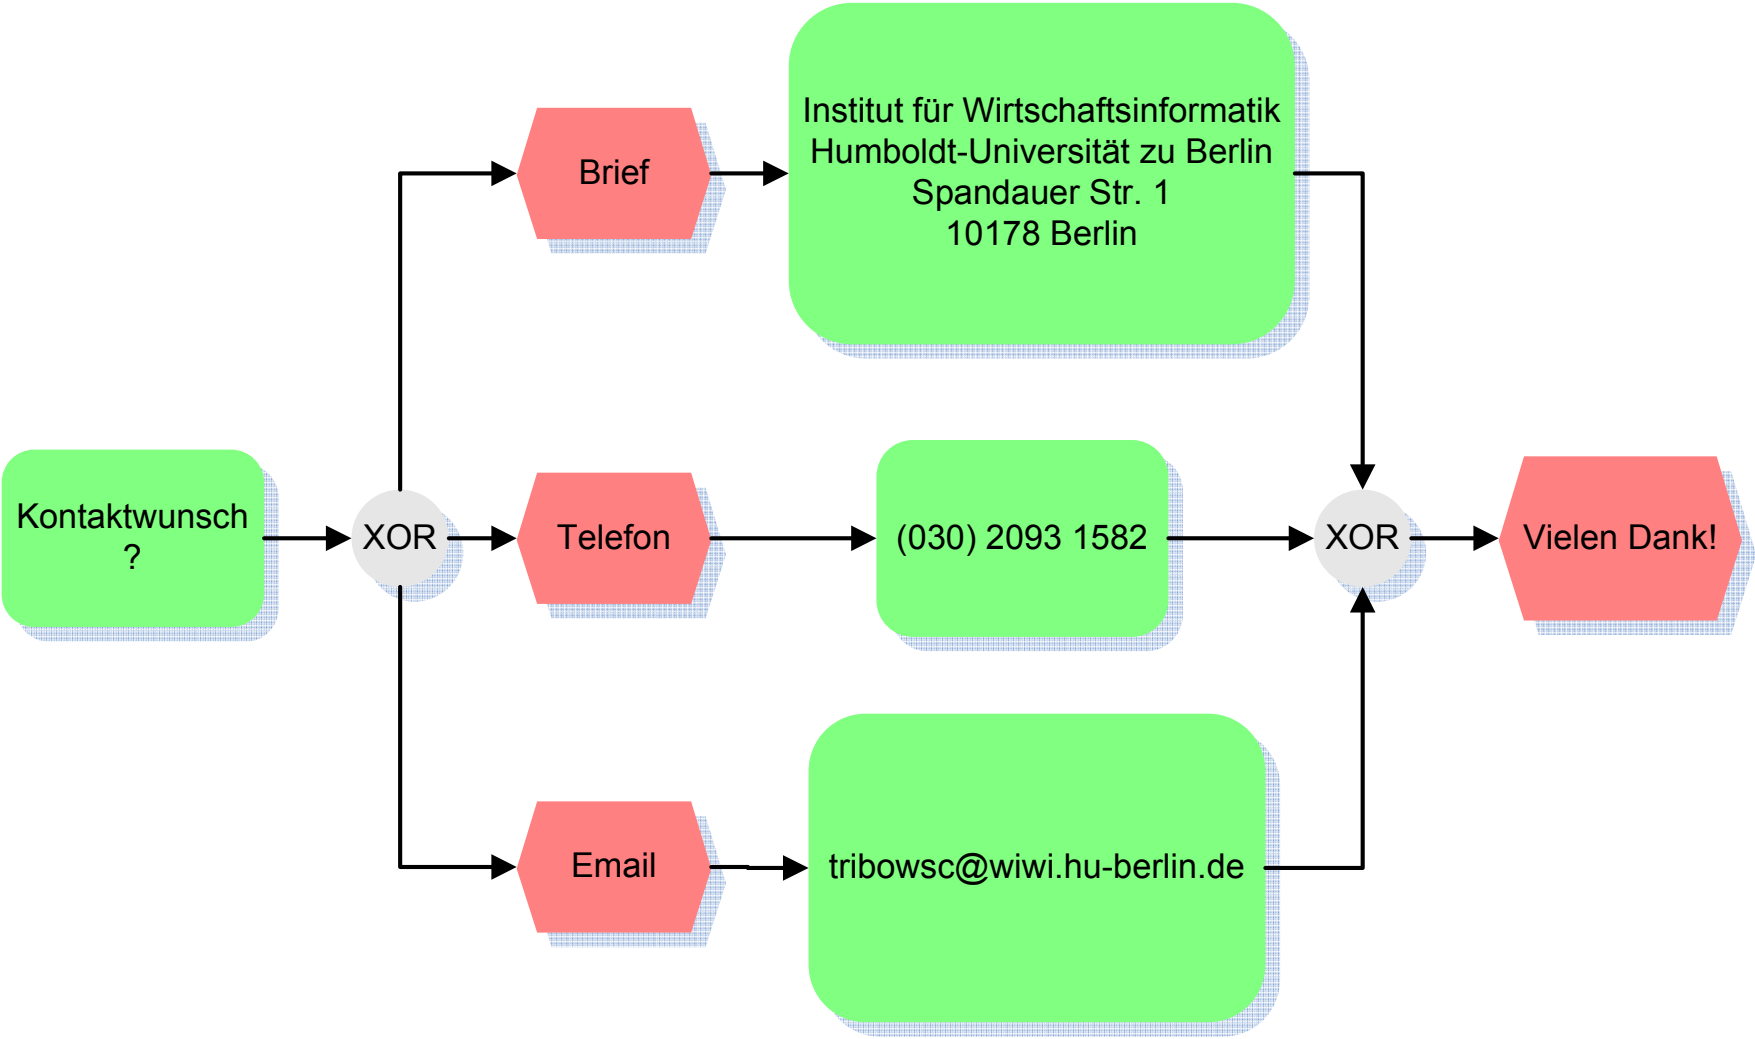 Kontaktwunsch
?
XOR
Brief
Institut für Wirtschaftsinformatik
Humboldt-Universität zu Berlin
Spandauer Str. 1
10178 Berlin
Telefon
(030) 2093 1582
Email
tribowsc@wiwi.hu-berlin.de
XOR
Vielen Dank!